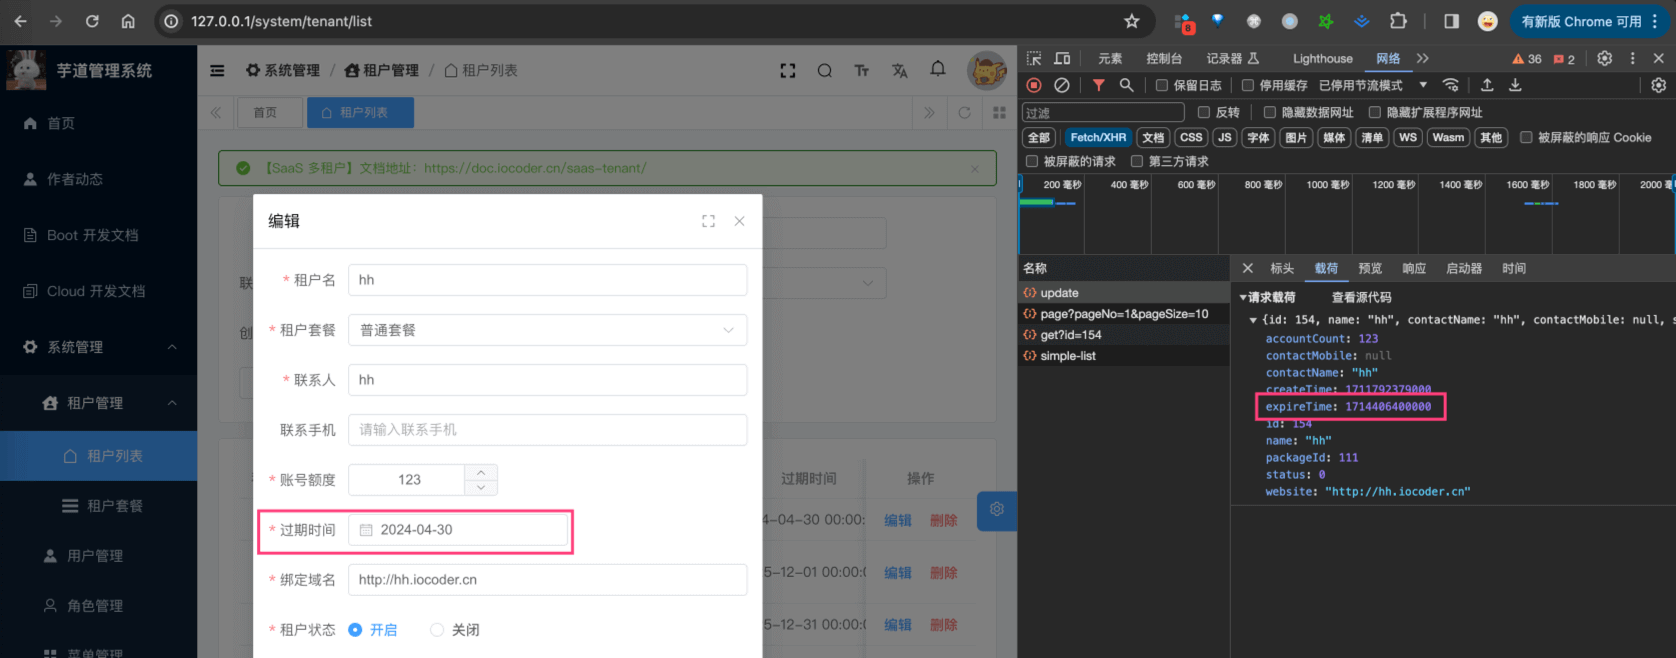 127.0.0.1/system/tenant/list
8
有新版 Chrome 可用
芋道管理系统
首页
作者动态
Boot 开发文档
Cloud 开发文档
系统管理
租户管理
租户列表
租户套餐
用户管理
角色管理
菜单管理
系统管理 / 租户管理 / 租户列表
首页
租户列表
【SaaS 多租户】文档地址：https://doc.iocoder.cn/saas-tenant/
编辑
* 租户名 hh
* 租户套餐 普通套餐
* 联系人 hh
联系手机 请输入联系手机
* 账号额度 123
* 过期时间 2024-04-30
* 绑定域名 http://hh.iocoder.cn
* 租户状态 开启 关闭
联
创
过期时间 操作
4-04-30 00:00: 编辑 删除
5-12-01 00:00:0 编辑 删除
5-12-31 00:00:0 编辑 删除
元素 控制台 记录器 Lighthouse 网络 36 2
保留日志 停用缓存 已停用节流模式
过滤 反转 隐藏数据网址 隐藏扩展程序网址
全部 Fetch/XHR 文档 CSS JS 字体 图片 媒体 清单 WS Wasm 其他 被屏蔽的响应 Cookie
被屏蔽的请求 第三方请求
200 毫秒 400 毫秒 600 毫秒 800 毫秒 1000 毫秒 1200 毫秒 1400 毫秒 1600 毫秒 1800 毫秒 2000 毫
名称
update
page?pageNo=1&pageSize=10
get?id=154
simple-list
标头 载荷 预览 响应 启动器 时间
请求载荷 查看源代码
{id: 154, name: "hh", contactName: "hh", contactMobile: null, s
accountCount: 123
contactMobile: null
contactName: "hh"
createTime: 1711792379000
expireTime: 1714406400000
id: 154
name: "hh"
packageId: 111
status: 0
website: "http://hh.iocoder.cn"